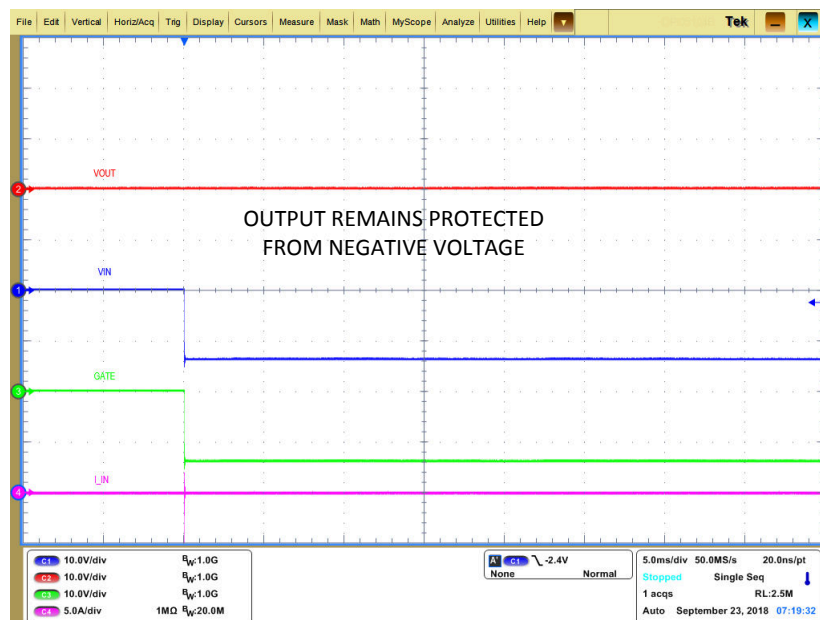 File Edit Vertical Horiz/Acq Trig Display Cursors Measure Mask Math MyScope Analyze Utilities Help Tek X
VOUT
2
OUTPUT REMAINS PROTECTED
FROM NEGATIVE VOLTAGE
VIN
1
GATE
3
I_IN
4
C1 10.0V/div BW:1.0G
C2 10.0V/div BW:1.0G
C3 10.0V/div BW:1.0G
C4 5.0A/div 1MΩ BW:20.0M
A' C1 -2.4V
None Normal
5.0ms/div 50.0MS/s 20.0ns/pt
Stopped Single Seq
1 acqs RL:2.5M
Auto September 23, 2018 07:19:32